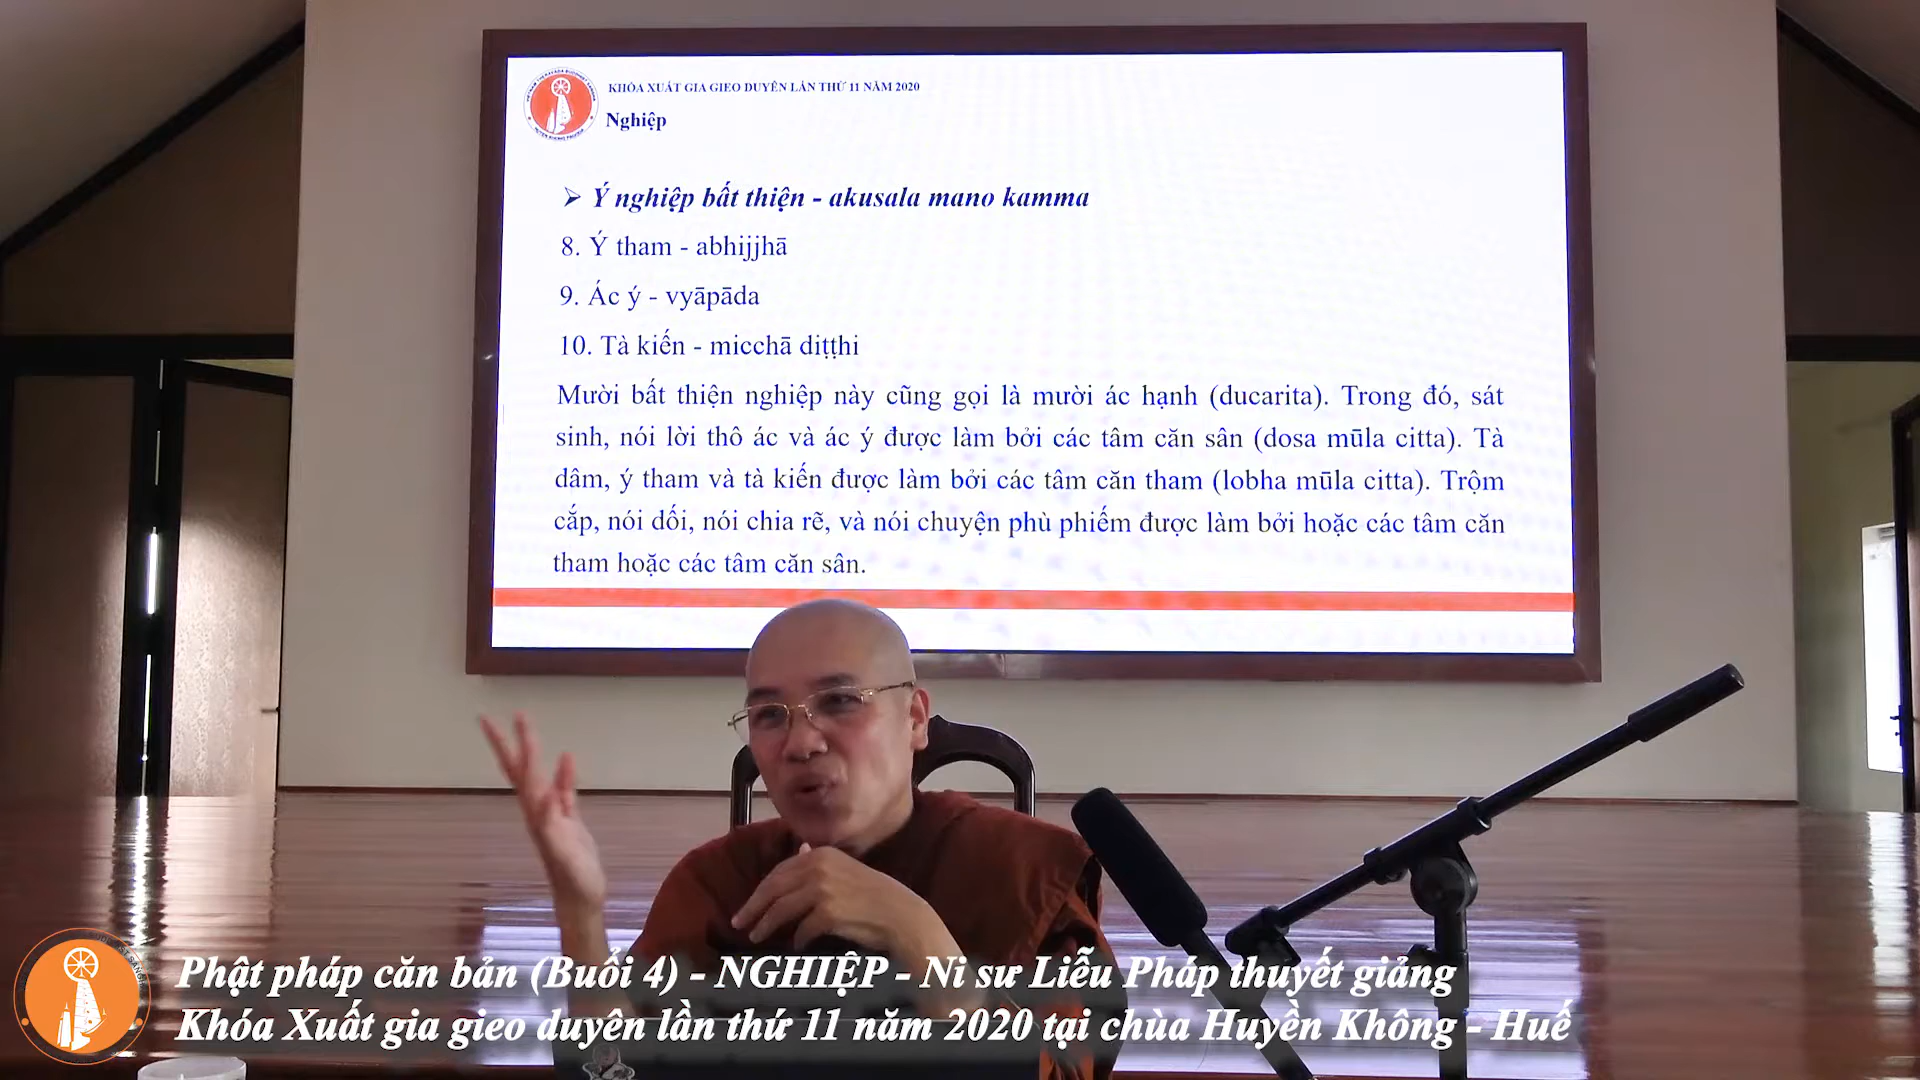 KHÓA XUẤT GIA GIEO DUYÊN LẦN THỨ 11 NĂM 2020
Nghiệp
➢ Ý nghiệp bất thiện - akusala mano kamma
8. Ý tham - abhijjhā
9. Ác ý - vyāpāda
10. Tà kiến - micchā diṭṭhi
Mười bất thiện nghiệp này cũng gọi là mười ác hạnh (ducarita). Trong đó, sát
sinh, nói lời thô ác và ác ý được làm bởi các tâm căn sân (dosa mūla citta). Tà
dâm, ý tham và tà kiến được làm bởi các tâm căn tham (lobha mūla citta). Trộm
cắp, nói dối, nói chia rẽ, và nói chuyện phù phiếm được làm bởi hoặc các tâm căn
tham hoặc các tâm căn sân.
Phật pháp căn bản (Buổi 4) - NGHIỆP - Ni sư Liễu Pháp thuyết giảng
Khóa Xuất gia gieo duyên lần thứ 11 năm 2020 tại chùa Huyền Không - Huế